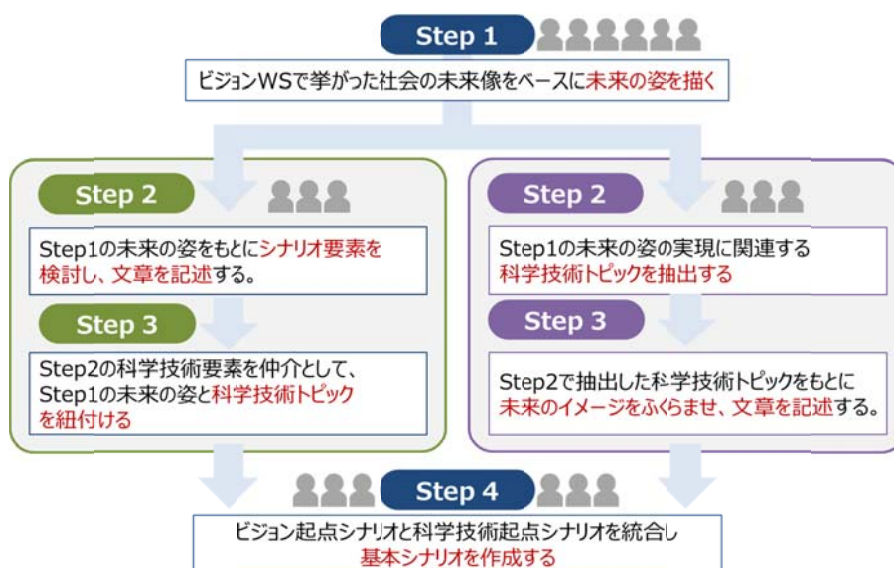 Step 1
ビジョンWSで挙がった社会の未来像をベースに未来の姿を描く
Step 2
Step1の未来の姿をもとにシナリオ要素を
検討し、文章を記述する。
Step 3
Step2の科学技術要素を仲介として、
Step1の未来の姿と科学技術トピック
を紐付ける
Step 2
Step1の未来の姿の実現に関連する
科学技術トピックを抽出する
Step 3
Step2で抽出した科学技術トピックをもとに
未来のイメージをふくらませ、文章を記述する。
Step 4
ビジョン起点シナリオと科学技術起点シナリオを統合し
基本シナリオを作成する